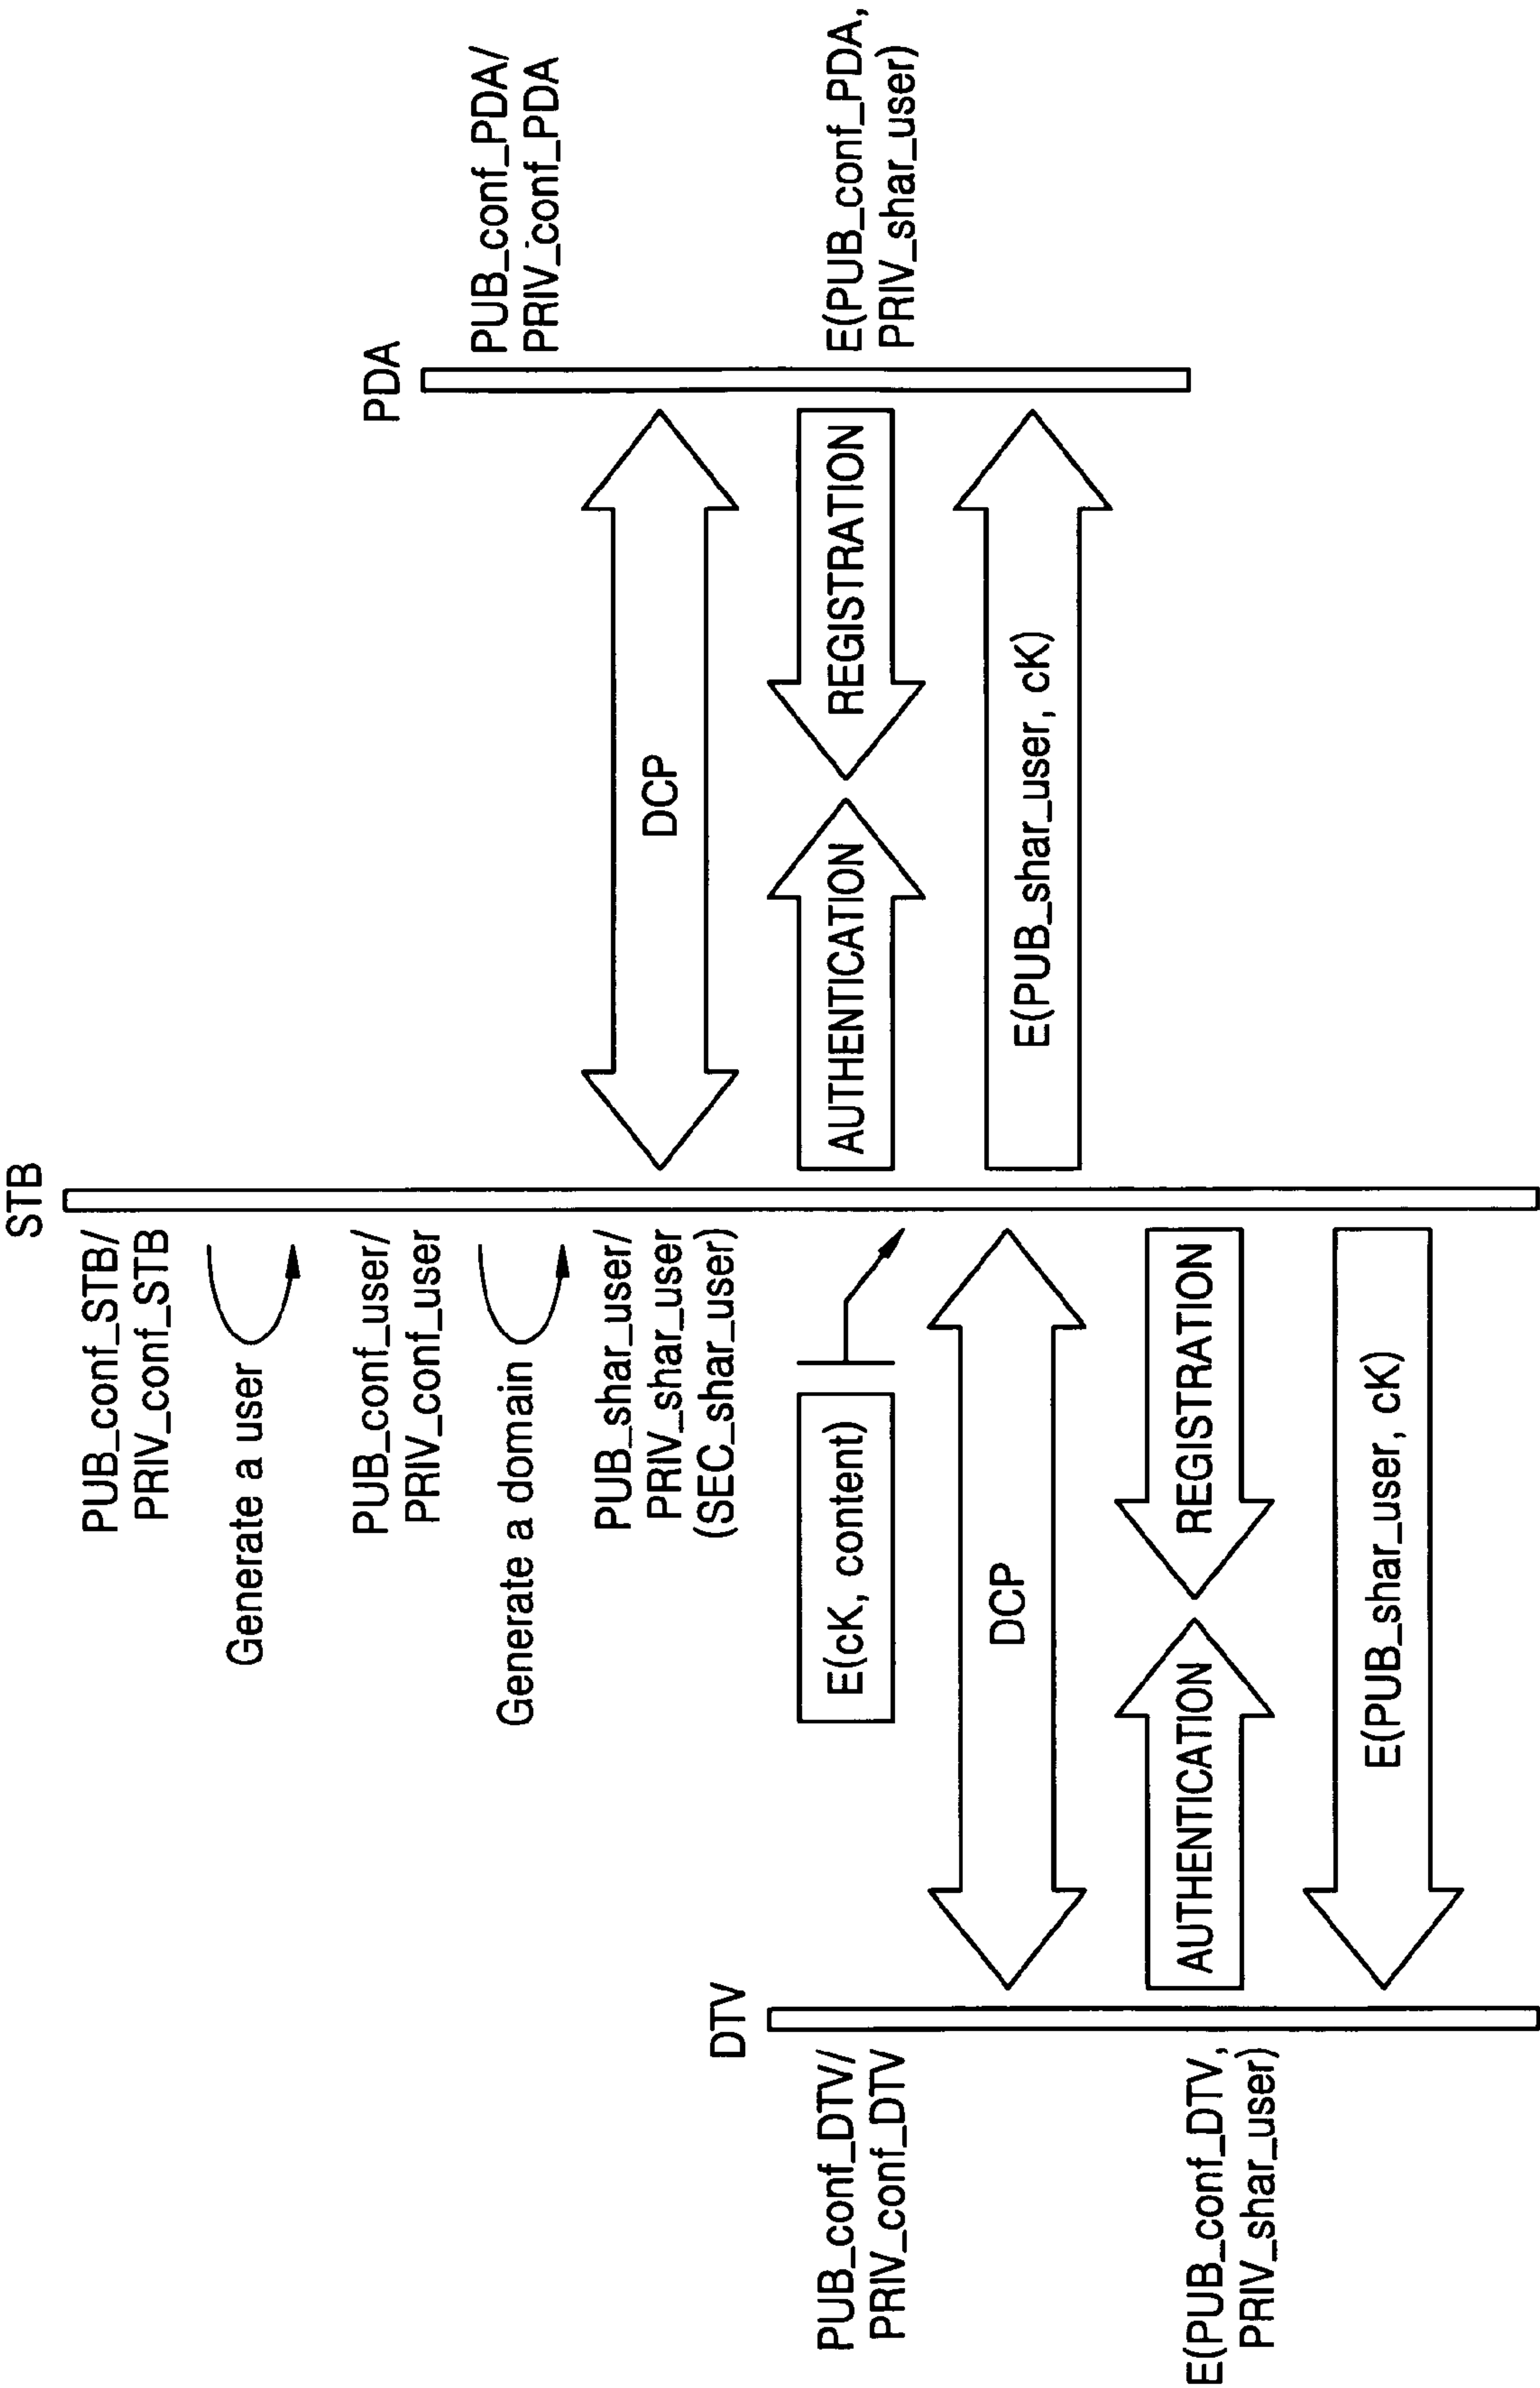 STB
PUB_conf_STB/
PRIV_conf_STB
Generate a user
PUB_conf_user/
PRIV_conf_user
Generate a domain
PUB_shar_user/
PRIV_shar_user
(SEC_shar_user)
PDA
PUB_conf_PDA/
PRIV_conf_PDA
DCP
AUTHENTICATION
REGISTRATION
E(PUB_conf_PDA,
PRIV_shar_user)
E(PUB_shar_user, cK)
DTV
PUB_conf_DTV/
PRIV_conf_DTV
E(cK, content)
DCP
AUTHENTICATION
REGISTRATION
E(PUB_conf_DTV,
PRIV_shar_user)
E(PUB_shar_user, cK)